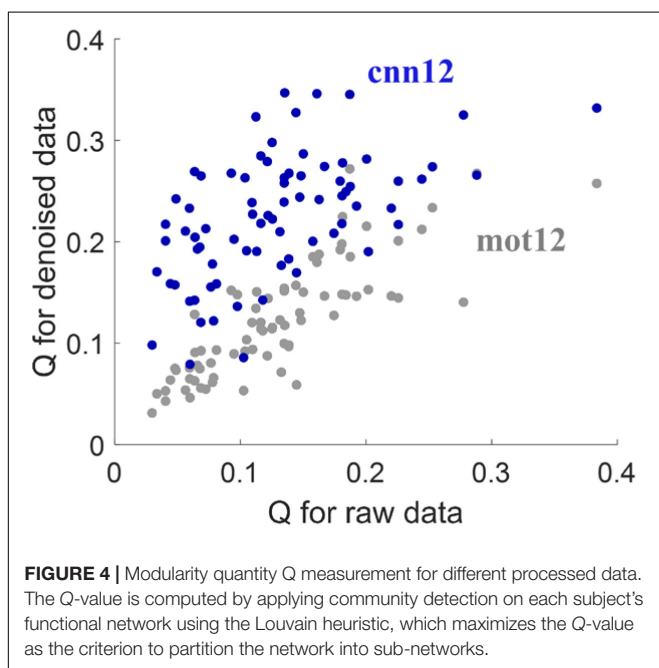 0.4
cnn12
0.3
mot12
0.2
0.1
0
0
0.1
0.2
0.3
0.4
Q for denoised data
Q for raw data
FIGURE 4 | Modularity quantity Q measurement for different processed data.
The Q-value is computed by applying community detection on each subject's
functional network using the Louvain heuristic, which maximizes the Q-value
as the criterion to partition the network into sub-networks.